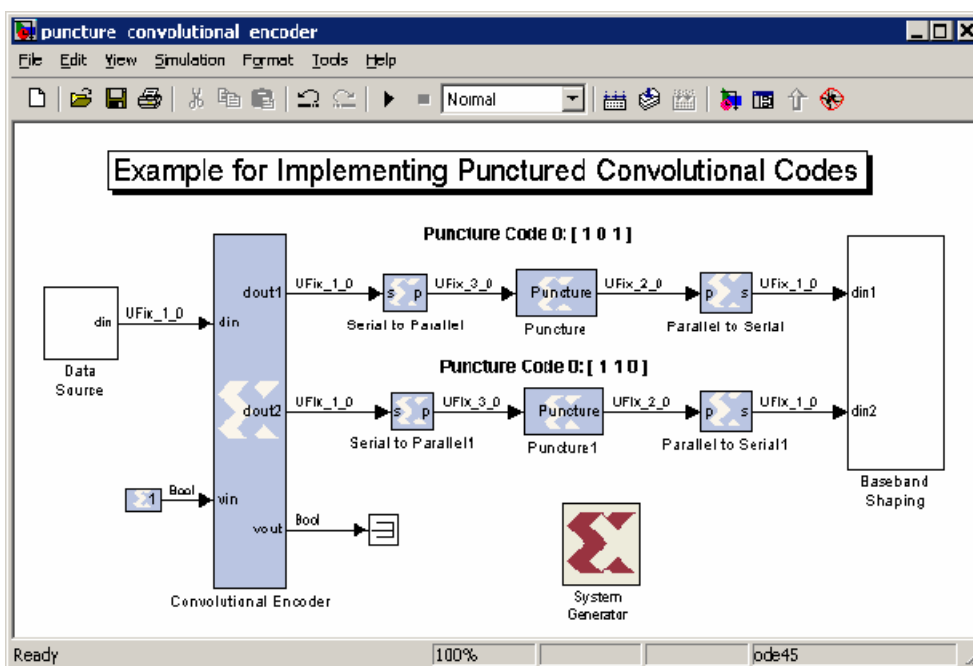 puncture convolutional encoder
File Edit View Simulation Format Tools Help
Normal
Example for Implementing Punctured Convolutional Codes
Puncture Code 0: [ 1 0 1 ]
din
UFix_1_0
Data
Source
din
dout1
UFix_1_0
s p
Serial to Parallel
UFix_3_0
Puncture
Puncture
UFix_2_0
p s
Parallel to Serial
UFix_1_0
din1
Puncture Code 0: [ 1 1 0 ]
dout2
UFix_1_0
s p
Serial to Parallel1
UFix_3_0
Puncture
Puncture1
UFix_2_0
p s
Parallel to Serial1
UFix_1_0
din2
Baseband
Shaping
1
Bool
vin
vout
Bool
Convolutional Encoder
System
Generator
Ready
100%
ode45